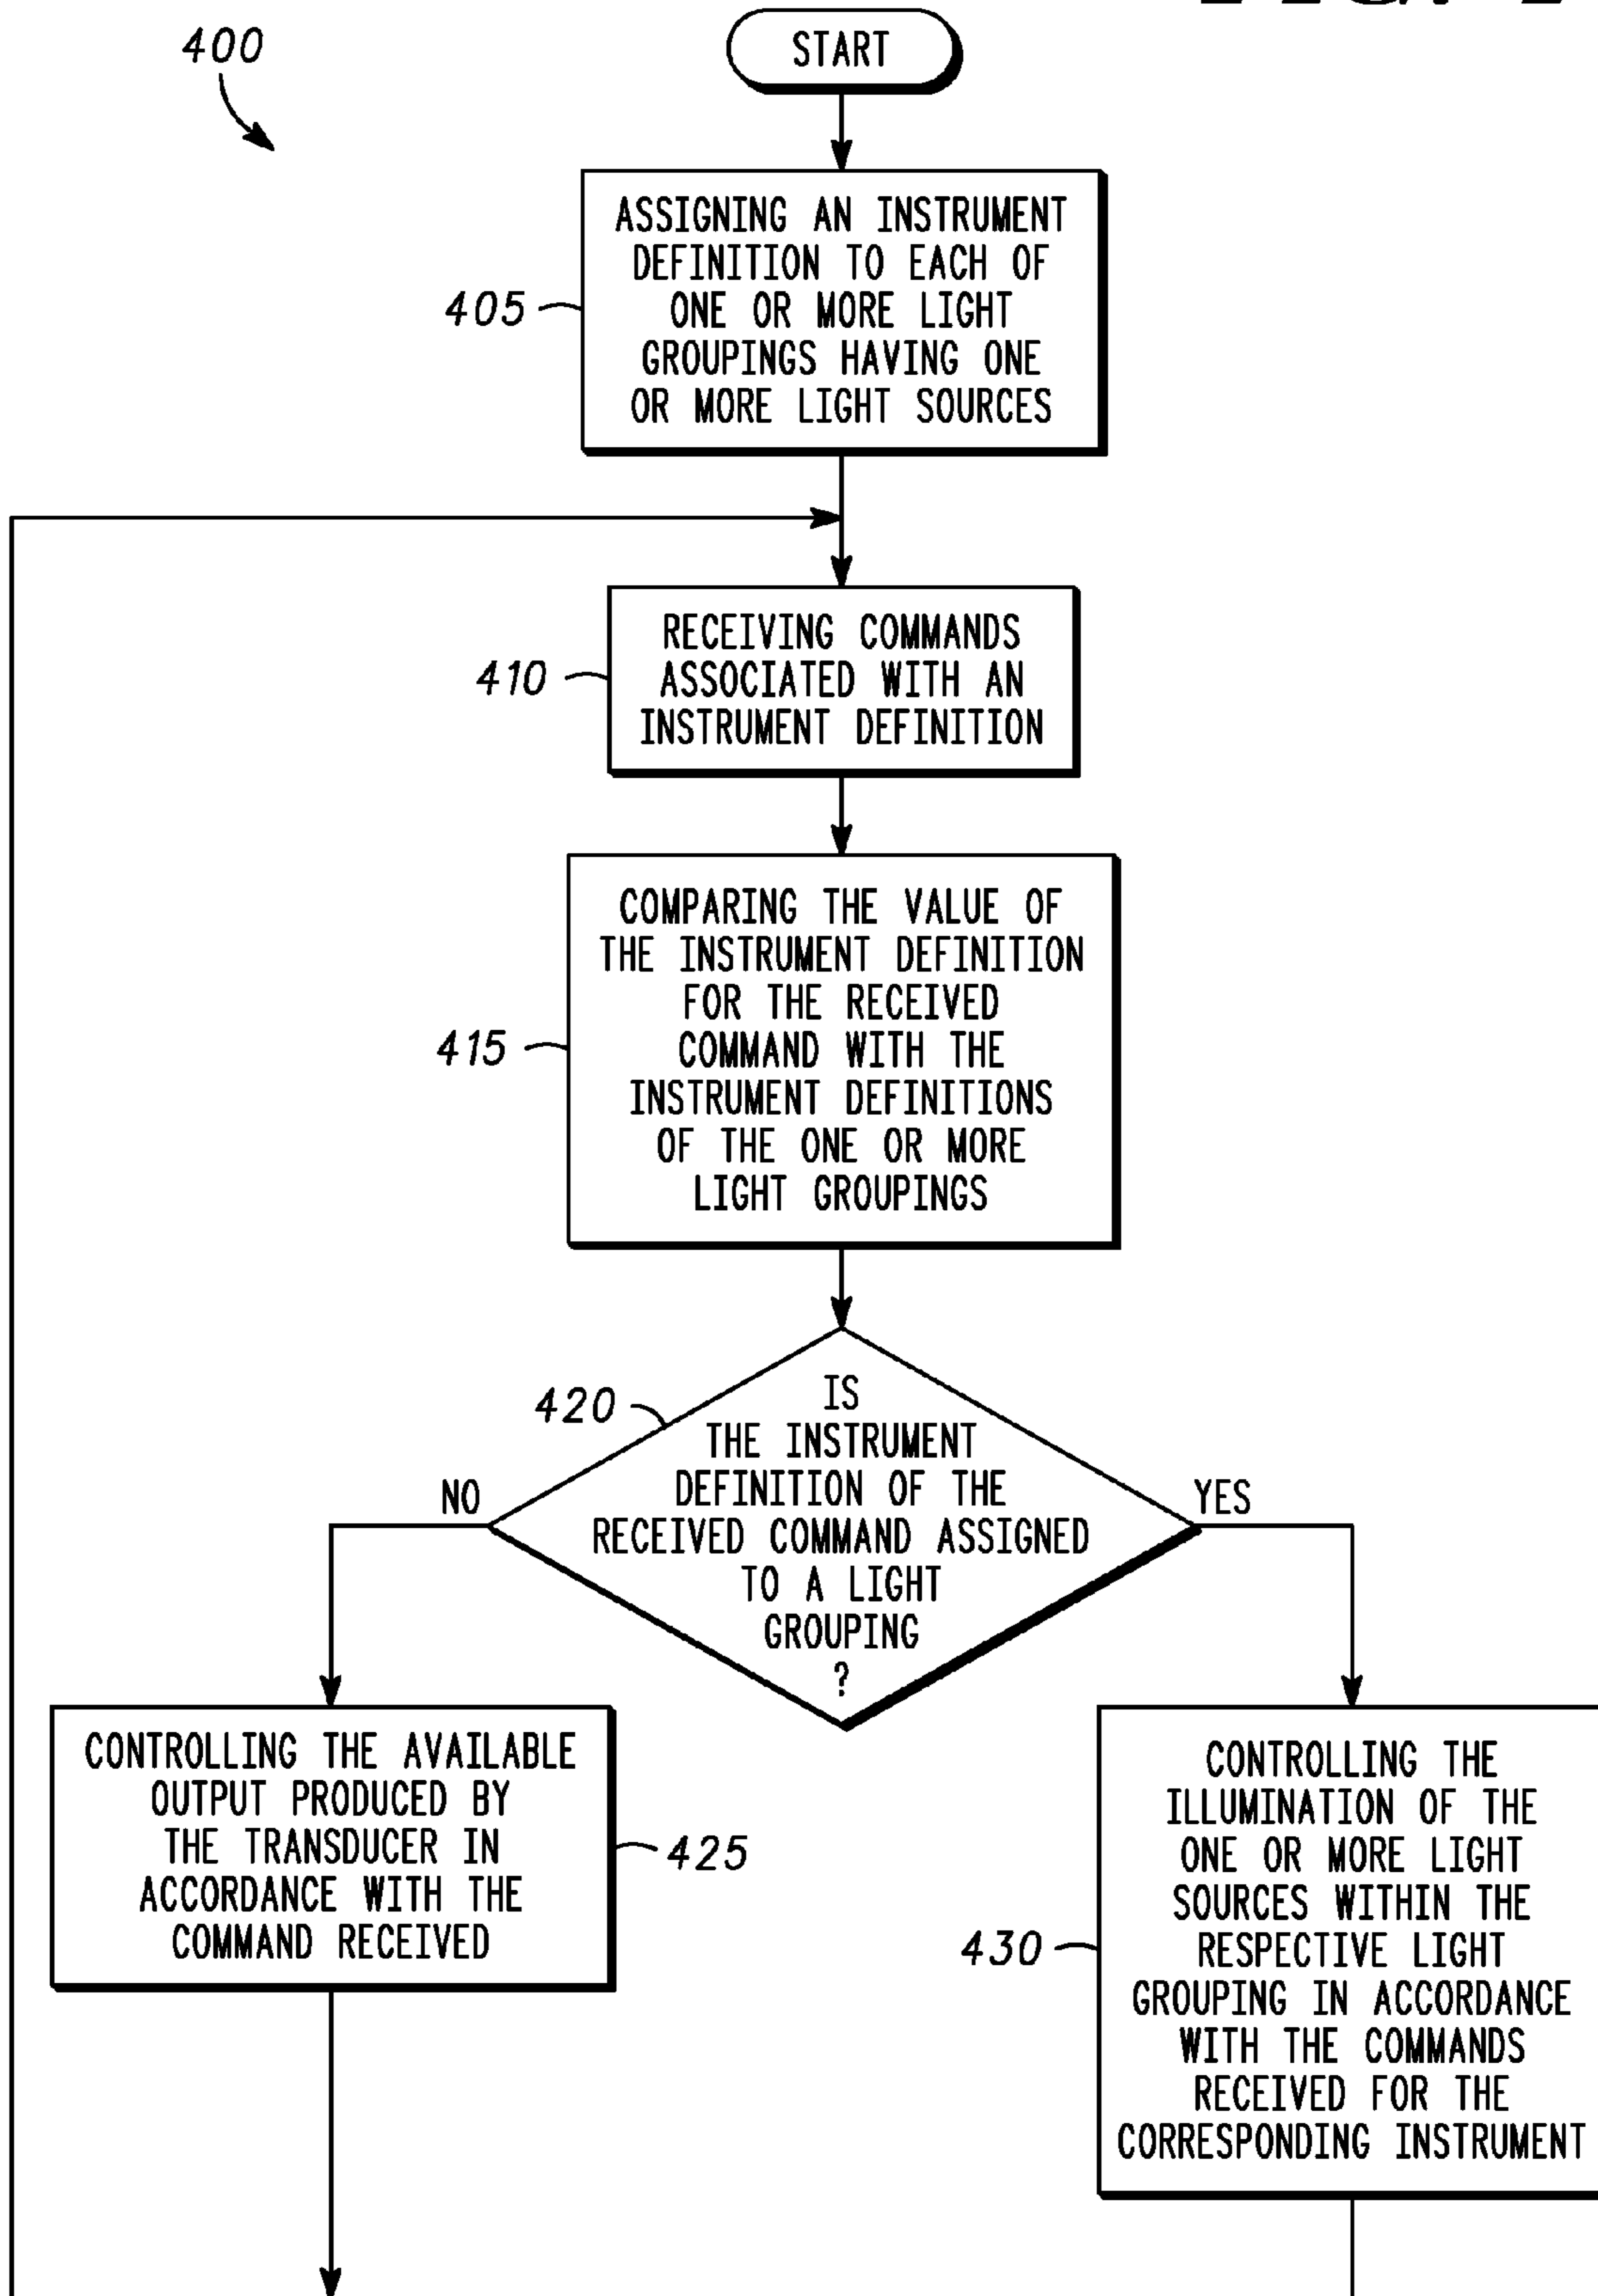 400
START
ASSIGNING AN INSTRUMENT
DEFINITION TO EACH OF
ONE OR MORE LIGHT
GROUPINGS HAVING ONE
OR MORE LIGHT SOURCES
405
RECEIVING COMMANDS
ASSOCIATED WITH AN
INSTRUMENT DEFINITION
410
COMPARING THE VALUE OF
THE INSTRUMENT DEFINITION
FOR THE RECEIVED
COMMAND WITH THE
INSTRUMENT DEFINITIONS
OF THE ONE OR MORE
LIGHT GROUPINGS
415
420
IS
THE INSTRUMENT
DEFINITION OF THE
RECEIVED COMMAND ASSIGNED
TO A LIGHT
GROUPING
?
NO
YES
CONTROLLING THE AVAILABLE
OUTPUT PRODUCED BY
THE TRANSDUCER IN
ACCORDANCE WITH THE
COMMAND RECEIVED
425
CONTROLLING THE
ILLUMINATION OF THE
ONE OR MORE LIGHT
SOURCES WITHIN THE
RESPECTIVE LIGHT
GROUPING IN ACCORDANCE
WITH THE COMMANDS
RECEIVED FOR THE
CORRESPONDING INSTRUMENT
430